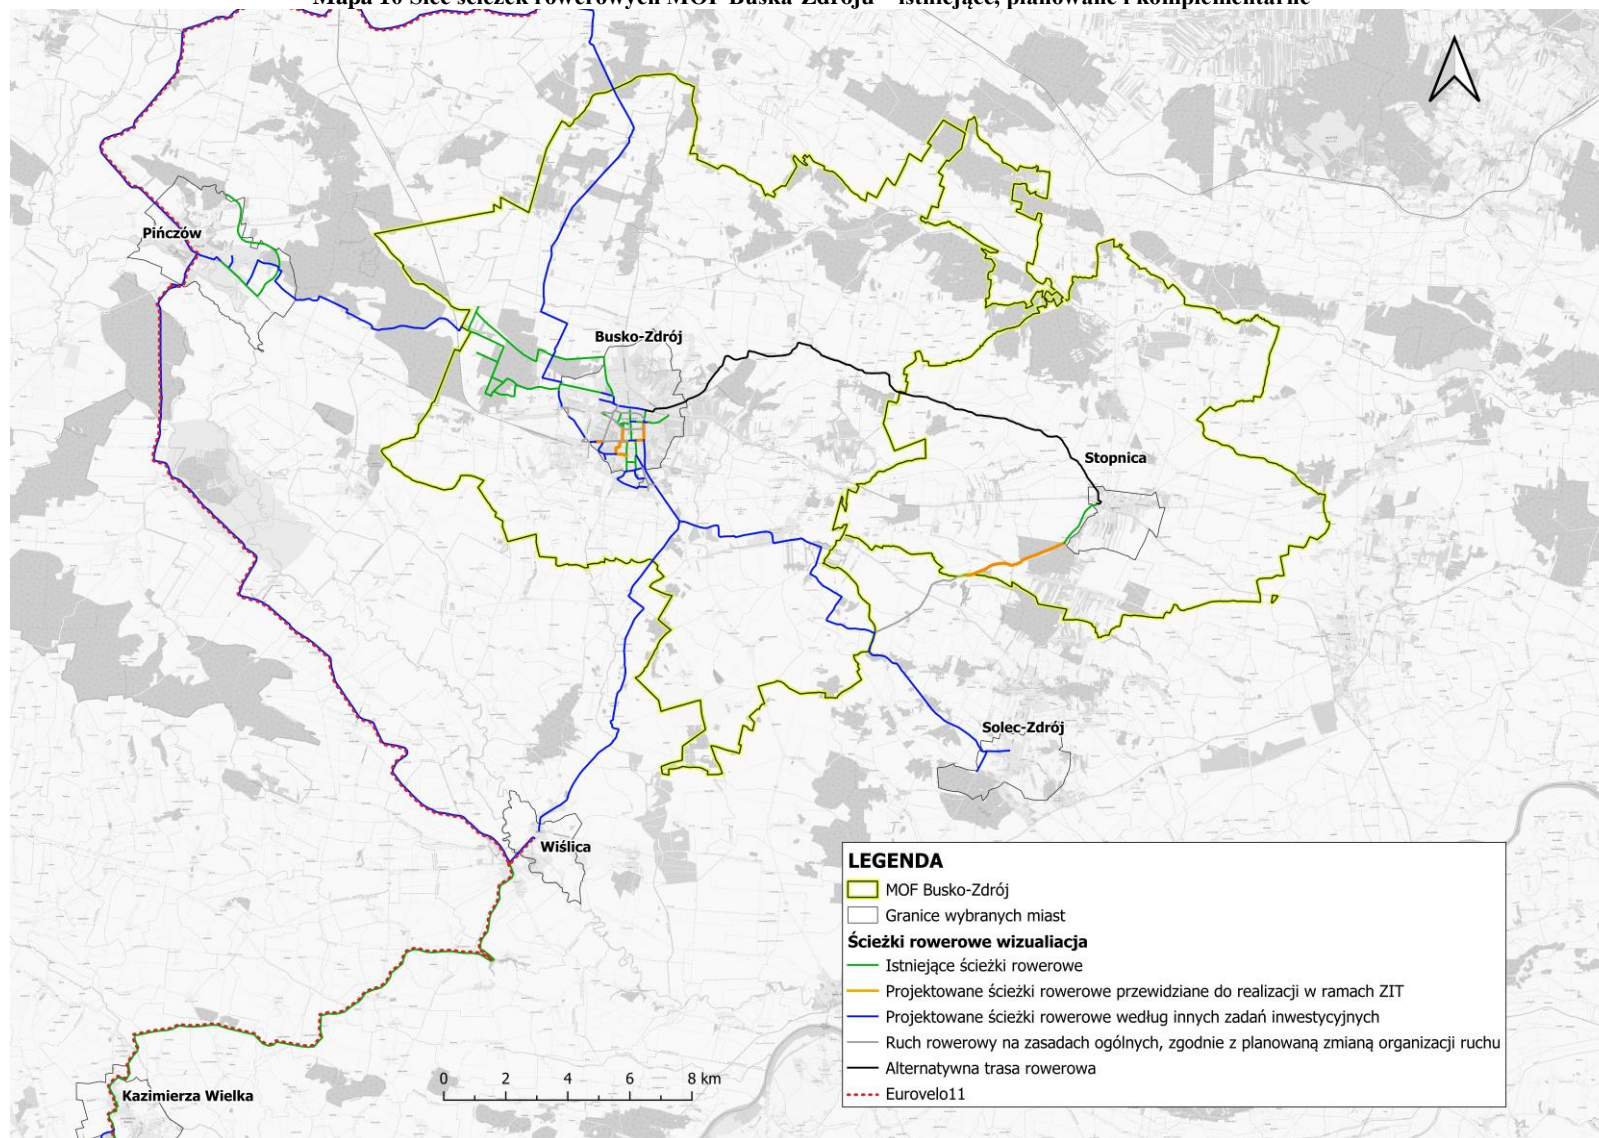 Mapa 10 Sieć ścieżek rowerowych MOF Buska-Zdroju – istniejące, planowane i komplementarne
Pińczów
Busko-Zdrój
Stopnica
Solec-Zdrój
Wiślica
Kazimierza Wielka
0 2 4 6 8 km
LEGENDA
MOF Busko-Zdrój
Granice wybranych miast
Ścieżki rowerowe wizualiacja
Istniejące ścieżki rowerowe
Projektowane ścieżki rowerowe przewidziane do realizacji w ramach ZIT
Projektowane ścieżki rowerowe według innych zadań inwestycyjnych
Ruch rowerowy na zasadach ogólnych, zgodnie z planowaną zmianą organizacji ruchu
Alternatywna trasa rowerowa
Eurovelo11